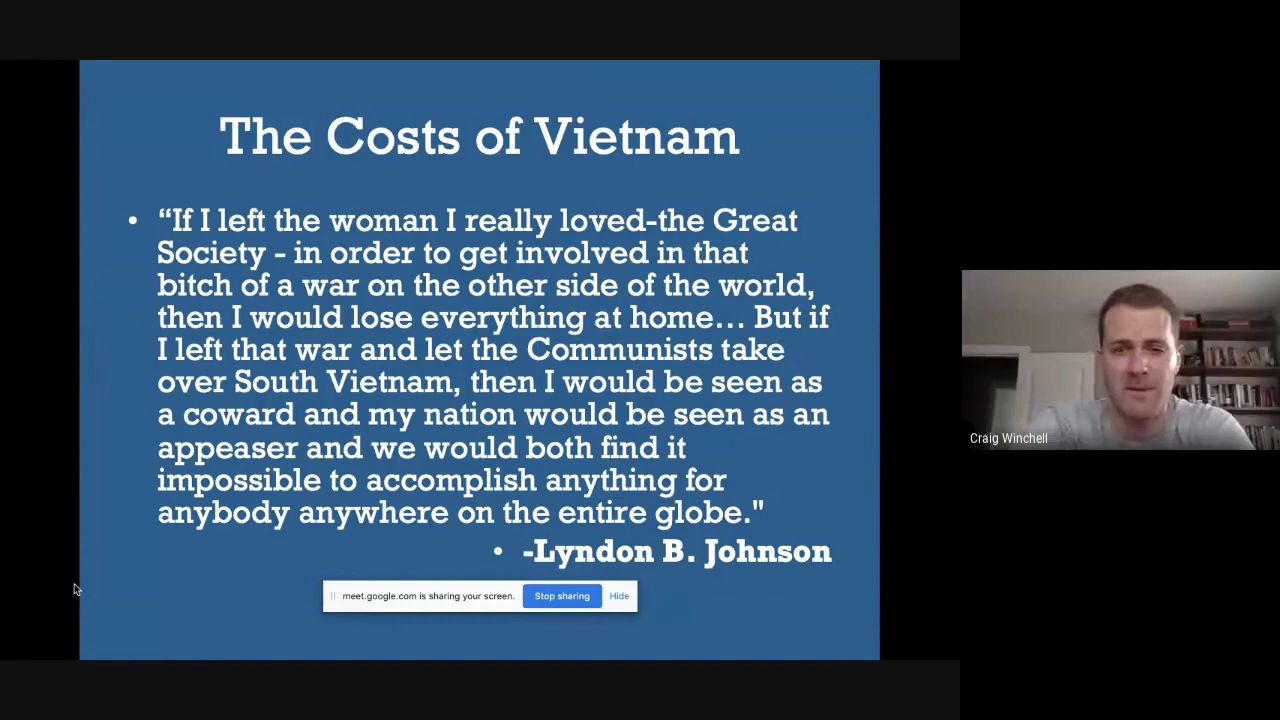 The Costs of Vietnam
• “If I left the woman I really loved-the Great
Society - in order to get involved in that
bitch of a war on the other side of the world,
then I would lose everything at home… But if
I left that war and let the Communists take
over South Vietnam, then I would be seen as
a coward and my nation would be seen as an
appeaser and we would both find it
impossible to accomplish anything for
anybody anywhere on the entire globe."
• -Lyndon B. Johnson
meet.google.com is sharing your screen. Stop sharing Hide
Craig Winchell